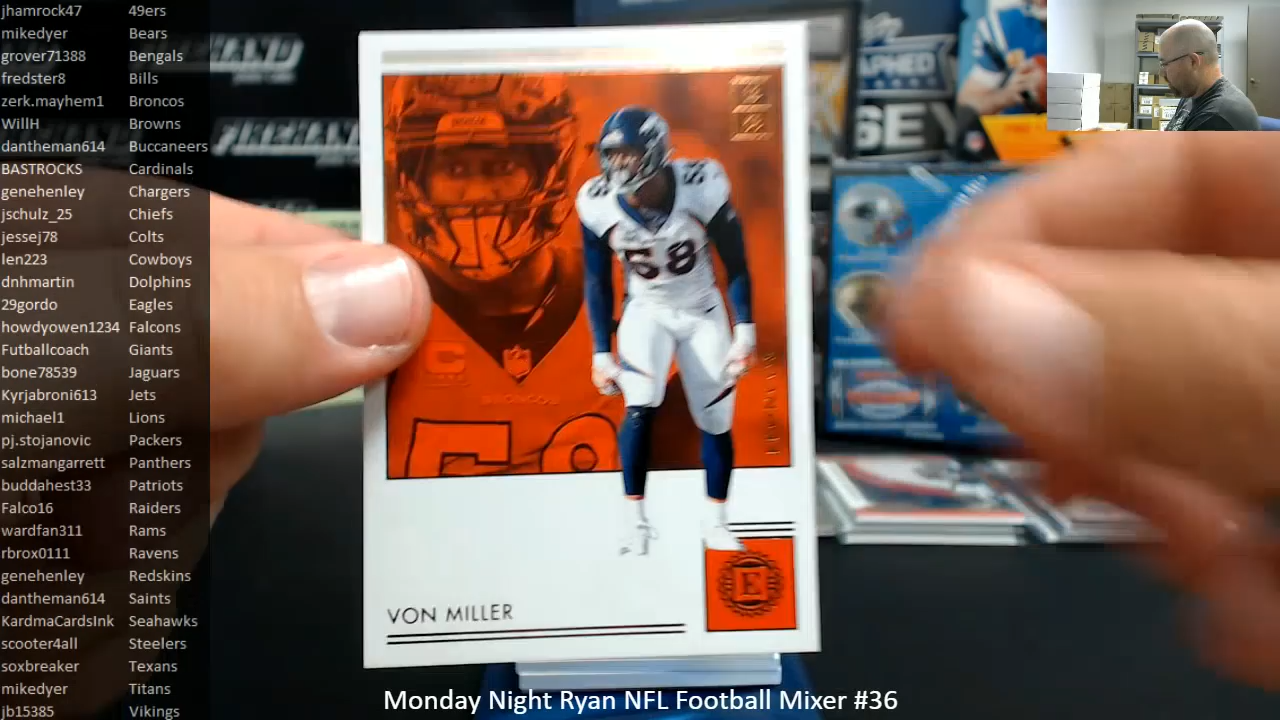 jhamrock47 49ers
mikedyer Bears
grover71388 Bengals
fredster8 Bills
zerk.mayhem1 Broncos
WillH Browns
dantheman614 Buccaneers
BASTROCKS Cardinals
genehenley Chargers
jschulz_25 Chiefs
jessej78 Colts
len223 Cowboys
dnhmartin Dolphins
29gordo Eagles
howdyowen1234 Falcons
Futballcoach Giants
bone78539 Jaguars
Kyrjabroni613 Jets
michael1 Lions
pj.stojanovic Packers
salzmangarrett Panthers
buddahest33 Patriots
Falco16 Raiders
wardfan311 Rams
rbrox0111 Ravens
genehenley Redskins
dantheman614 Saints
KardmaCardsInk Seahawks
scooter4all Steelers
soxbreaker Texans
mikedyer Titans
jb15385 Vikings
58
C
NFL
BRONCOS
58
E
VON MILLER
SEY
Monday Night Ryan NFL Football Mixer #36